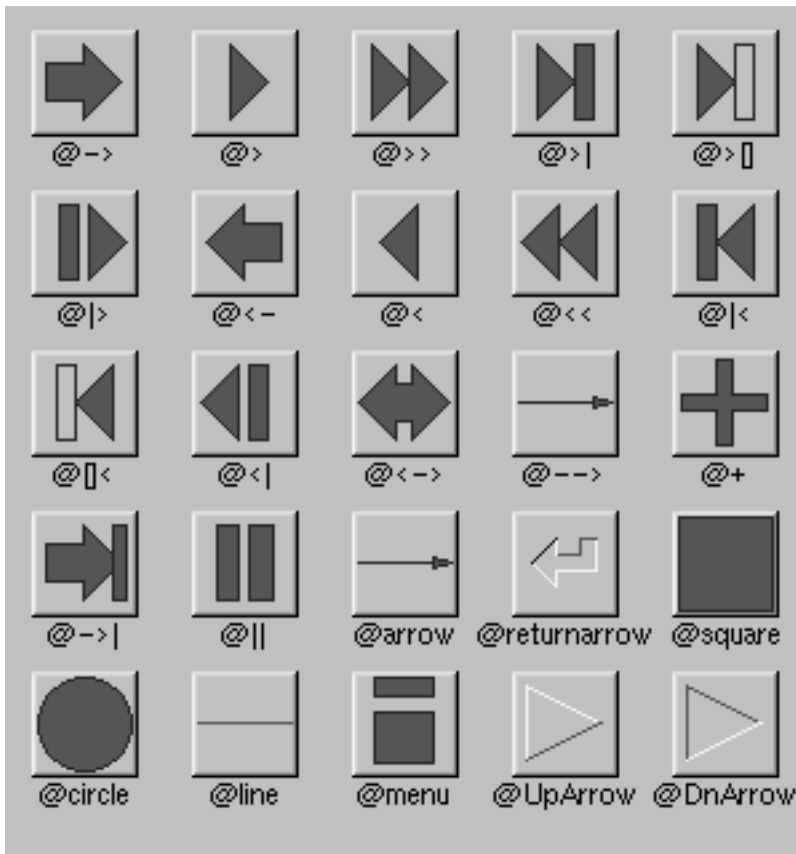 @-> @> @>> @>| @>[]
@|> @<- @< @<< @|<
@[]< @<| @<-> @--> @+
@->| @|| @arrow @returnarrow @square
@circle @line @menu @UpArrow @DnArrow